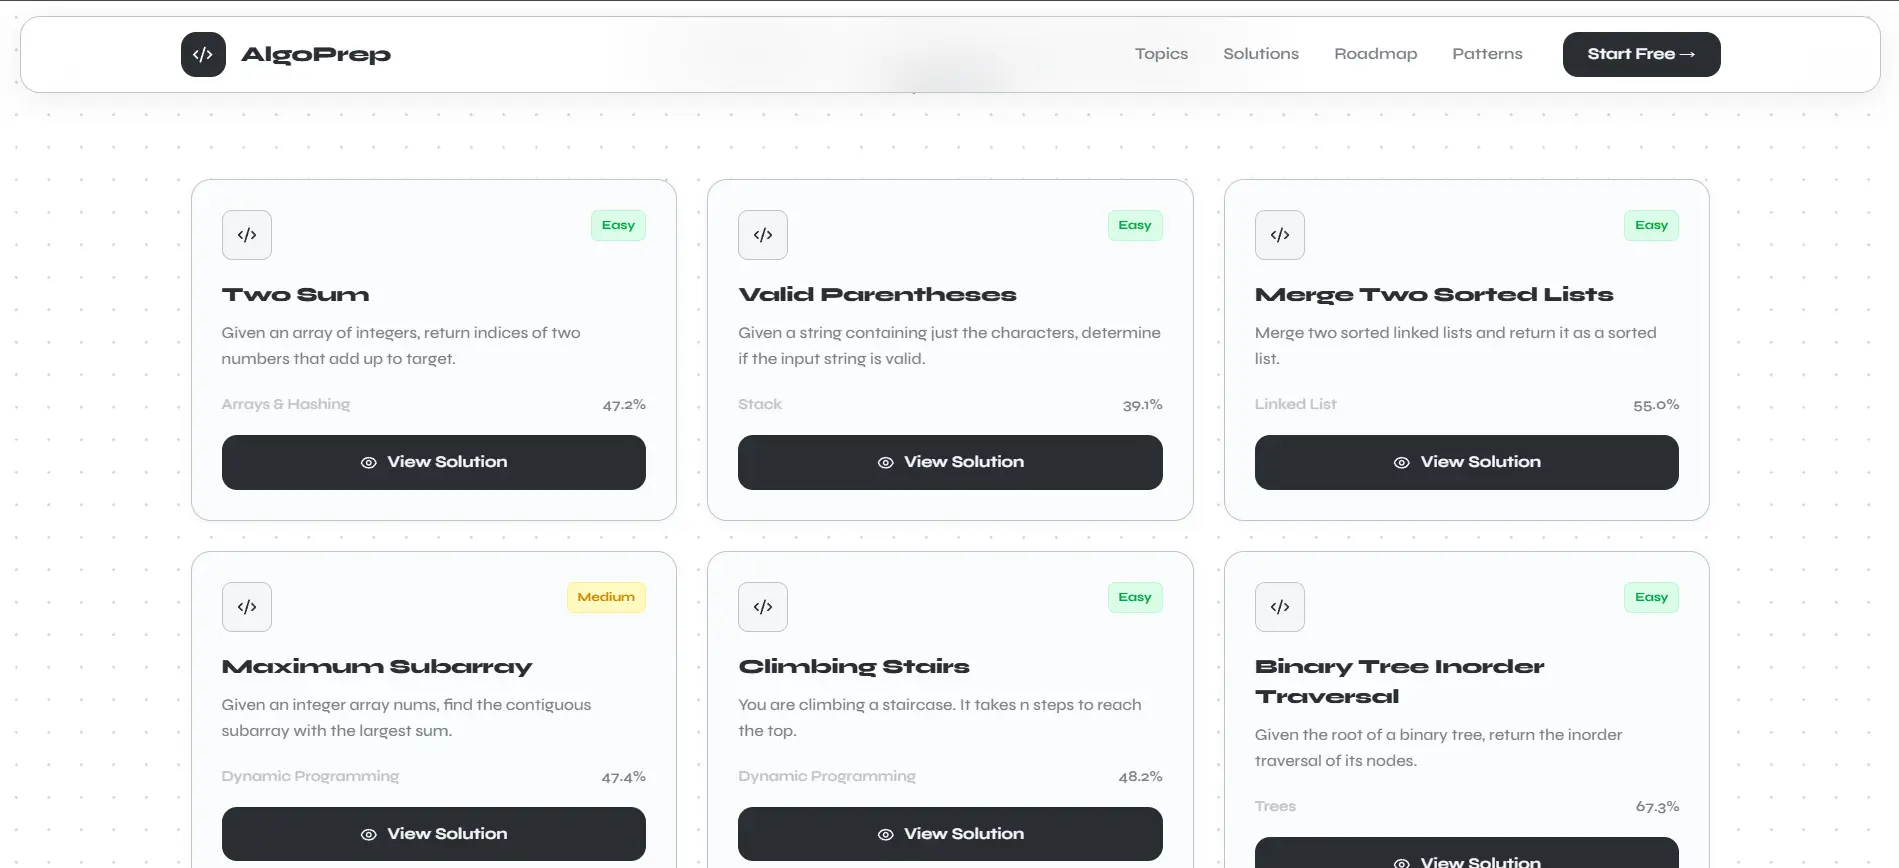 </> AlgoPrep
Topics
Solutions
Roadmap
Patterns
Start Free →
</>
Easy
Two Sum
Given an array of integers, return indices of two
numbers that add up to target.
Arrays & Hashing
47.2%
View Solution
</>
Easy
Valid Parentheses
Given a string containing just the characters, determine
if the input string is valid.
Stack
39.1%
View Solution
</>
Easy
Merge Two Sorted Lists
Merge two sorted linked lists and return it as a sorted
list.
Linked List
55.0%
View Solution
</>
Medium
Maximum Subarray
Given an integer array nums, find the contiguous
subarray with the largest sum.
Dynamic Programming
47.4%
View Solution
</>
Easy
Climbing Stairs
You are climbing a staircase. It takes n steps to reach
the top.
Dynamic Programming
48.2%
View Solution
</>
Easy
Binary Tree Inorder
Traversal
Given the root of a binary tree, return the inorder
traversal of its nodes.
Trees
67.3%
View Solution